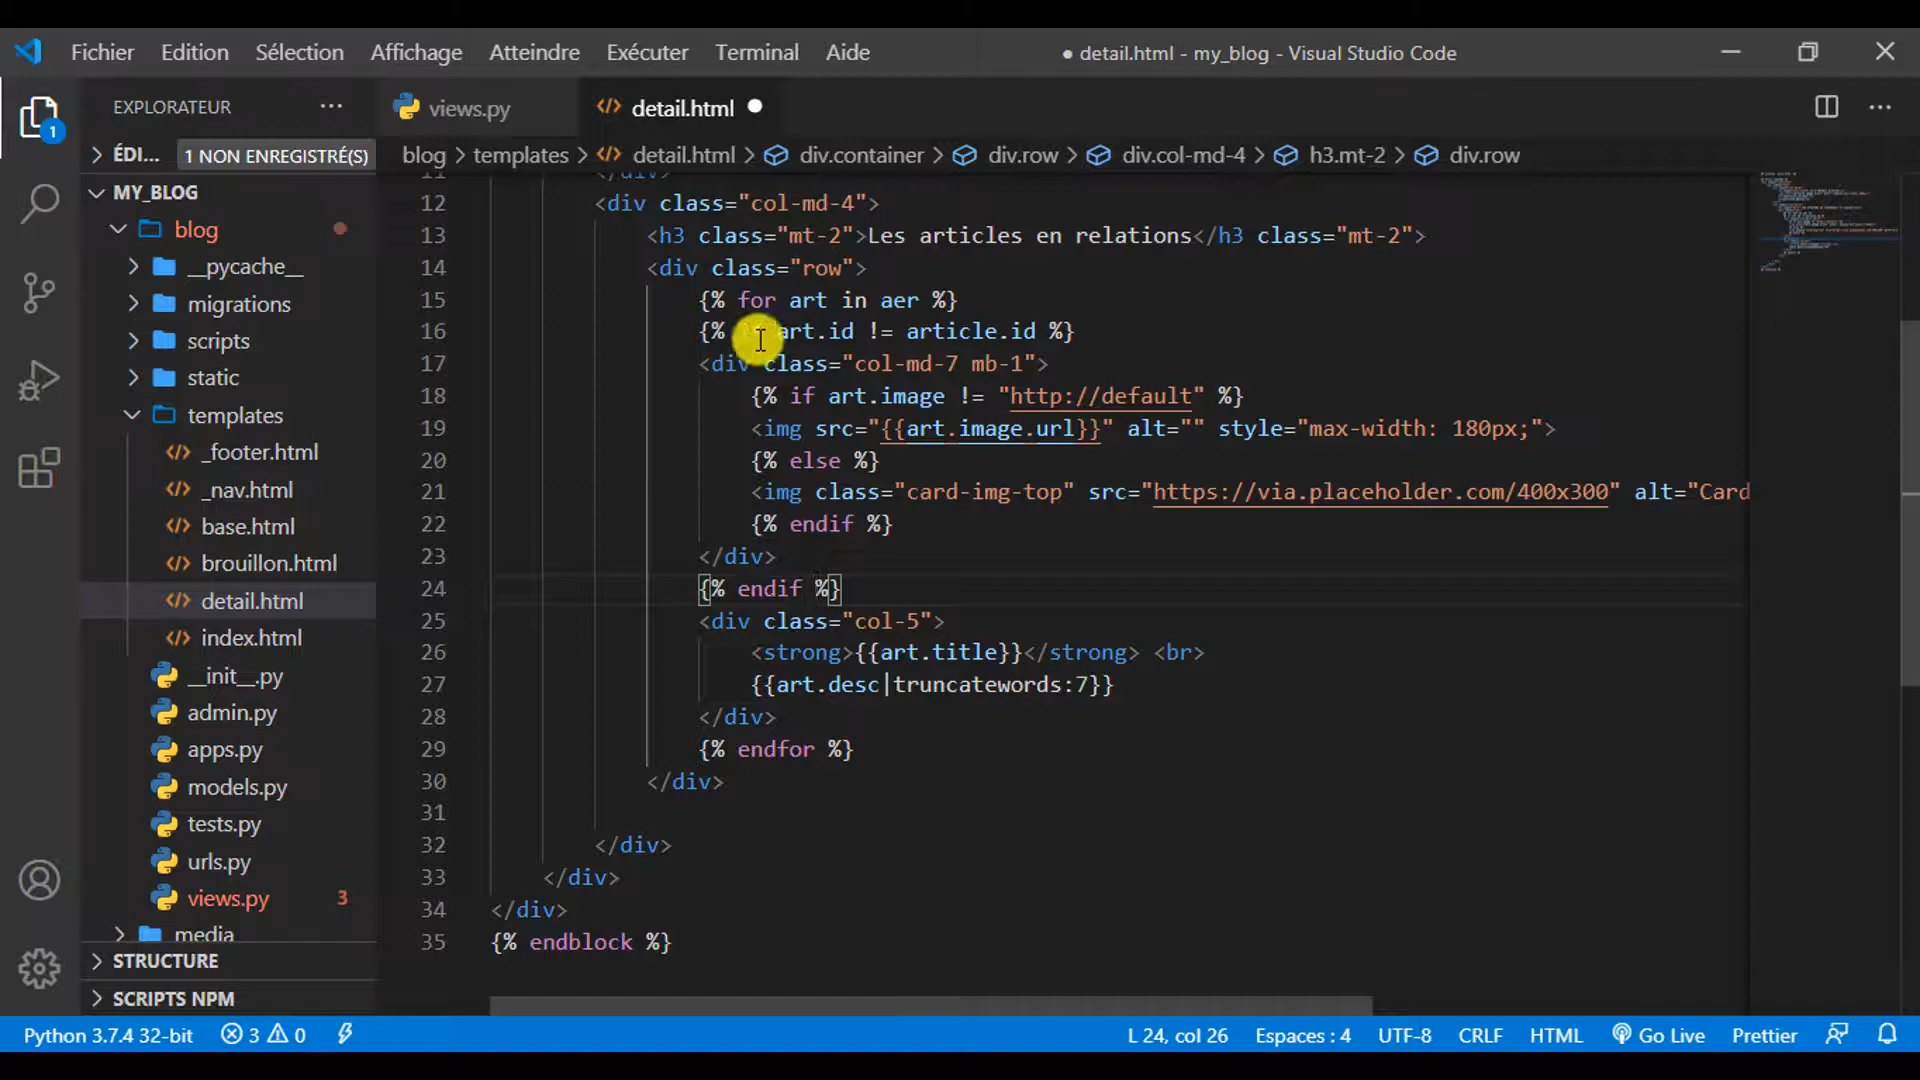 Fichier Edition Sélection Affichage Atteindre Exécuter Terminal Aide ● detail.html - my_blog - Visual Studio Code
EXPLORATEUR ··· views.py detail.html ···
ÉDI... 1 NON ENREGISTRÉ(S) blog > templates > detail.html > div.container > div.row > div.col-md-4 > h3.mt-2 > div.row
MY_BLOG
blog
__pycache__
migrations
scripts
static
templates
_footer.html
_nav.html
base.html
brouillon.html
detail.html
index.html
__init__.py
admin.py
apps.py
models.py
tests.py
urls.py
views.py 3
media
STRUCTURE
SCRIPTS NPM
1
12 <div class="col-md-4">
13 <h3 class="mt-2">Les articles en relations</h3 class="mt-2">
14 <div class="row">
15 {% for art in aer %}
16 {% art.id != article.id %}
17 <div class="col-md-7 mb-1">
18 {% if art.image != "http://default" %}
19 <img src="{{art.image.url}}" alt="" style="max-width: 180px;">
20 {% else %}
21 <img class="card-img-top" src="https://via.placeholder.com/400x300" alt="Card
22 {% endif %}
23 </div>
24 {% endif %}
25 <div class="col-5">
26 <strong>{{art.title}}</strong> <br>
27 {{art.desc|truncatewords:7}}
28 </div>
29 {% endfor %}
30 </div>
31
32 </div>
33 </div>
34 </div>
35 {% endblock %}
Python 3.7.4 32-bit 3 0 L 24, col 26 Espaces : 4 UTF-8 CRLF HTML Go Live Prettier